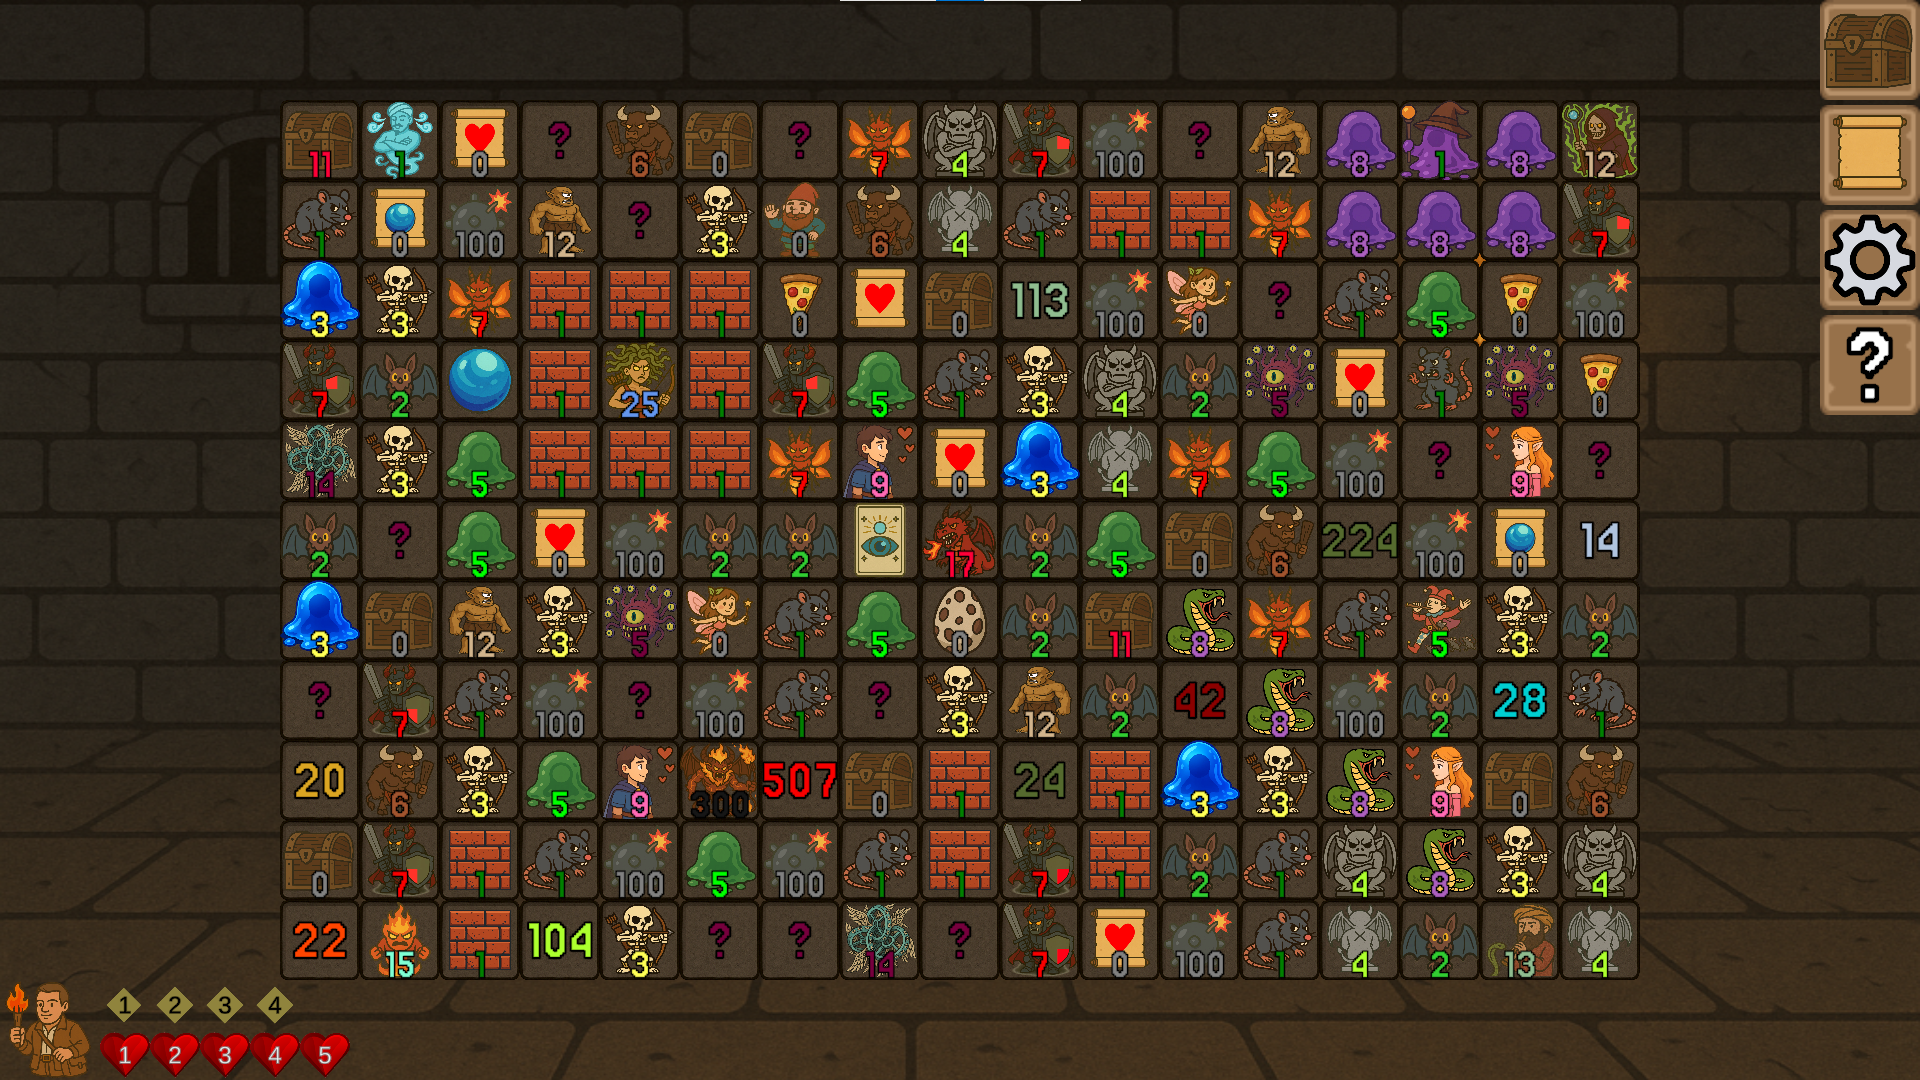 11 1 0 ? 6 0 ? 7 4 7 100 ? 12 8 1 8 12
1 0 100 12 ? 3 0 6 4 1 1 1 7 8 8 8 7
3 3 7 1 1 1 0 0 113 100 0 ? 1 5 0 100
7 2 1 25 1 7 5 1 3 4 2 5 0 1 5 0
14 3 5 1 1 1 7 9 0 3 4 7 5 100 ? 9 ?
2 ? 5 0 100 2 2 17 2 5 0 6 224 100 0 14
3 0 12 3 5 0 1 5 0 2 11 8 7 1 5 3 2
? 7 1 100 ? 100 1 ? 3 12 2 42 8 100 2 28 1
20 6 3 5 9 300 507 0 1 24 1 3 3 8 9 0 6
0 7 1 1 100 5 100 1 1 7 1 2 1 4 8 3 4
22 15 1 104 3 ? ? 14 ? 7 0 100 1 4 2 13 4
?
1 2 3 4
1 2 3 4 5